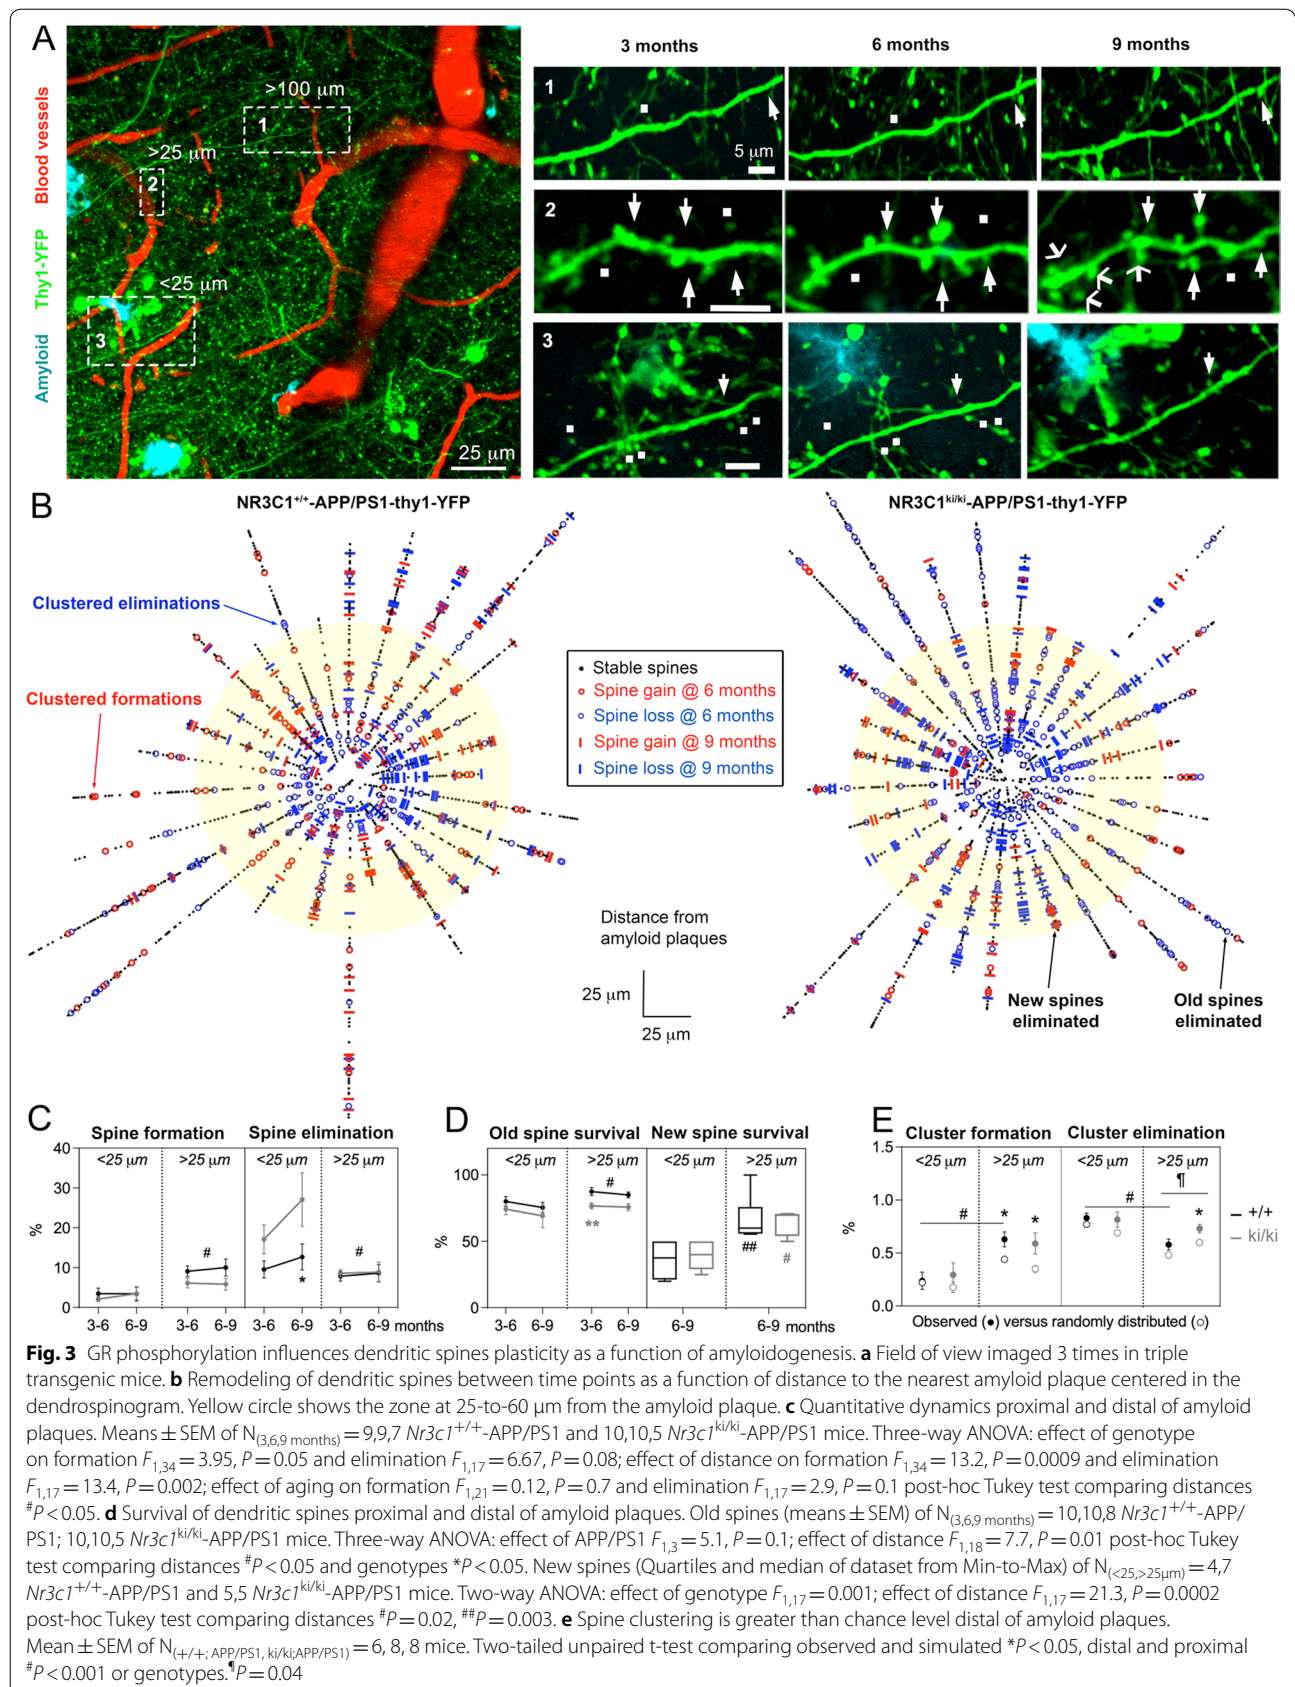 A
Blood vessels
Thy1-YFP
Amyloid
>100 µm
1
>25 µm
2
<25 µm
3
25 µm
3 months
6 months
9 months
1
5 µm
2
3
B
NR3C1+/+-APP/PS1-thy1-YFP
NR3C1ki/ki-APP/PS1-thy1-YFP
Clustered eliminations
Clustered formations
Stable spines
Spine gain @ 6 months
Spine loss @ 6 months
Spine gain @ 9 months
Spine loss @ 9 months
Distance from
amyloid plaques
25 µm
25 µm
New spines
eliminated
Old spines
eliminated
C
Spine formation
Spine elimination
<25 µm
>25 µm
<25 µm
>25 µm
40
30
20
10
0
%
#
*
#
3-6 6-9 3-6 6-9 3-6 6-9 3-6 6-9 months
D
Old spine survival
New spine survival
<25 µm
>25 µm
<25 µm
>25 µm
100
50
0
%
#
**
##
#
3-6 6-9 3-6 6-9 6-9 6-9 months
E
Cluster formation
Cluster elimination
<25 µm
>25 µm
<25 µm
>25 µm
1.5
1.0
0.5
0.0
%
#
*
*
#
¶
*
+/+
ki/ki
Observed (●) versus randomly distributed (○)
Fig. 3 GR phosphorylation influences dendritic spines plasticity as a function of amyloidogenesis. a Field of view imaged 3 times in triple
transgenic mice. b Remodeling of dendritic spines between time points as a function of distance to the nearest amyloid plaque centered in the
dendrospinogram. Yellow circle shows the zone at 25-to-60 µm from the amyloid plaque. c Quantitative dynamics proximal and distal of amyloid
plaques. Means ± SEM of N(3,6,9 months) = 9,9,7 Nr3c1+/+-APP/PS1 and 10,10,5 Nr3c1ki/ki-APP/PS1 mice. Three-way ANOVA: effect of genotype
on formation F1,34 = 3.95, P = 0.05 and elimination F1,17 = 6.67, P = 0.08; effect of distance on formation F1,34 = 13.2, P = 0.0009 and elimination
F1,17 = 13.4, P = 0.002; effect of aging on formation F1,21 = 0.12, P = 0.7 and elimination F1,17 = 2.9, P = 0.1 post-hoc Tukey test comparing distances
#P < 0.05. d Survival of dendritic spines proximal and distal of amyloid plaques. Old spines (means ± SEM) of N(3,6,9 months) = 10,10,8 Nr3c1+/+-APP/
PS1; 10,10,5 Nr3c1ki/ki-APP/PS1 mice. Three-way ANOVA: effect of APP/PS1 F1,3 = 5.1, P = 0.1; effect of distance F1,18 = 7.7, P = 0.01 post-hoc Tukey
test comparing distances #P < 0.05 and genotypes *P < 0.05. New spines (Quartiles and median of dataset from Min-to-Max) of N(<25,>25µm) = 4,7
Nr3c1+/+-APP/PS1 and 5,5 Nr3c1ki/ki-APP/PS1 mice. Two-way ANOVA: effect of genotype F1,17 = 0.001; effect of distance F1,17 = 21.3, P = 0.0002
post-hoc Tukey test comparing distances #P = 0.02, ##P = 0.003. e Spine clustering is greater than chance level distal of amyloid plaques.
Mean ± SEM of N(+/+; APP/PS1, ki/ki;APP/PS1) = 6, 8, 8 mice. Two-tailed unpaired t-test comparing observed and simulated *P < 0.05, distal and proximal
#P < 0.001 or genotypes.¶P = 0.04